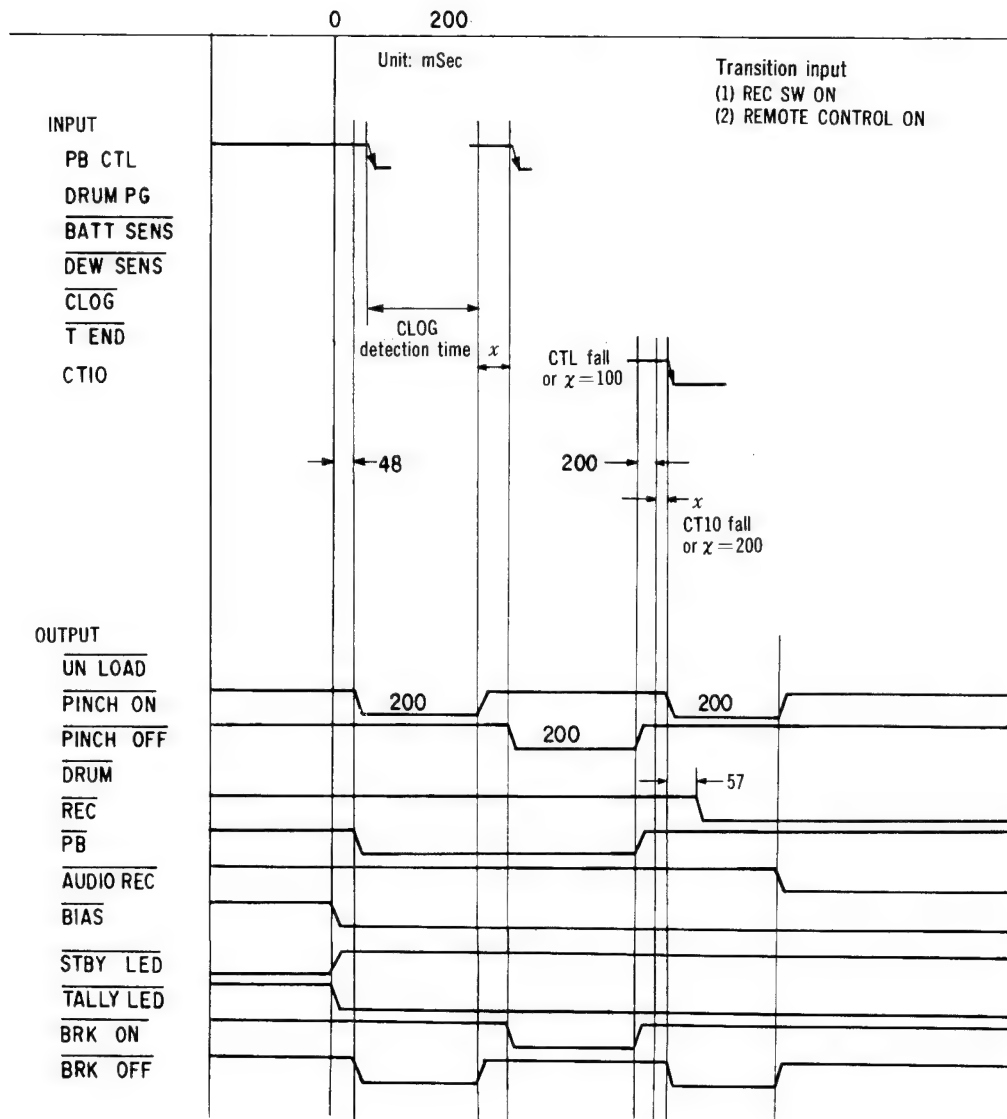 0 200
Unit: mSec
Transition input
(1) REC SW ON
(2) REMOTE CONTROL ON
INPUT
PB CTL
DRUM PG
BATT SENS
DEW SENS
CLOG
T END
CTIO
CLOG
detection time
x
CTL fall
or χ=100
48
200
x
CT10 fall
or χ=200
OUTPUT
UN LOAD
PINCH ON
200
200
PINCH OFF
200
DRUM
57
REC
PB
AUDIO REC
BIAS
STBY LED
TALLY LED
BRK ON
BRK OFF